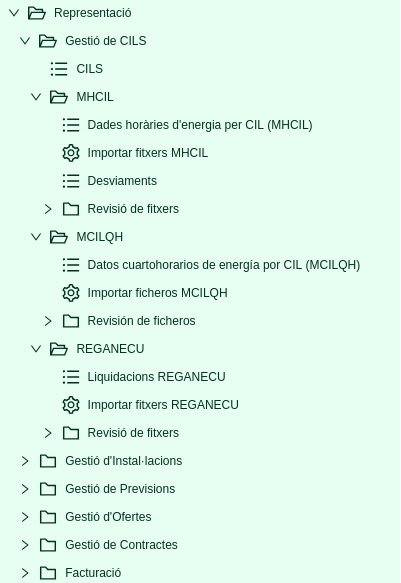 Representació
Gestió de CILS
CILS
MHCIL
Dades horàries d'energia per CIL (MHCIL)
Importar fitxers MHCIL
Desviaments
Revisió de fitxers
MCILQH
Datos cuartohorarios de energía por CIL (MCILQH)
Importar ficheros MCILQH
Revisión de ficheros
REGANECU
Liquidacions REGANECU
Importar fitxers REGANECU
Revisió de fitxers
Gestió d'Instal·lacions
Gestió de Previsions
Gestió d'Ofertes
Gestió de Contractes
Facturació